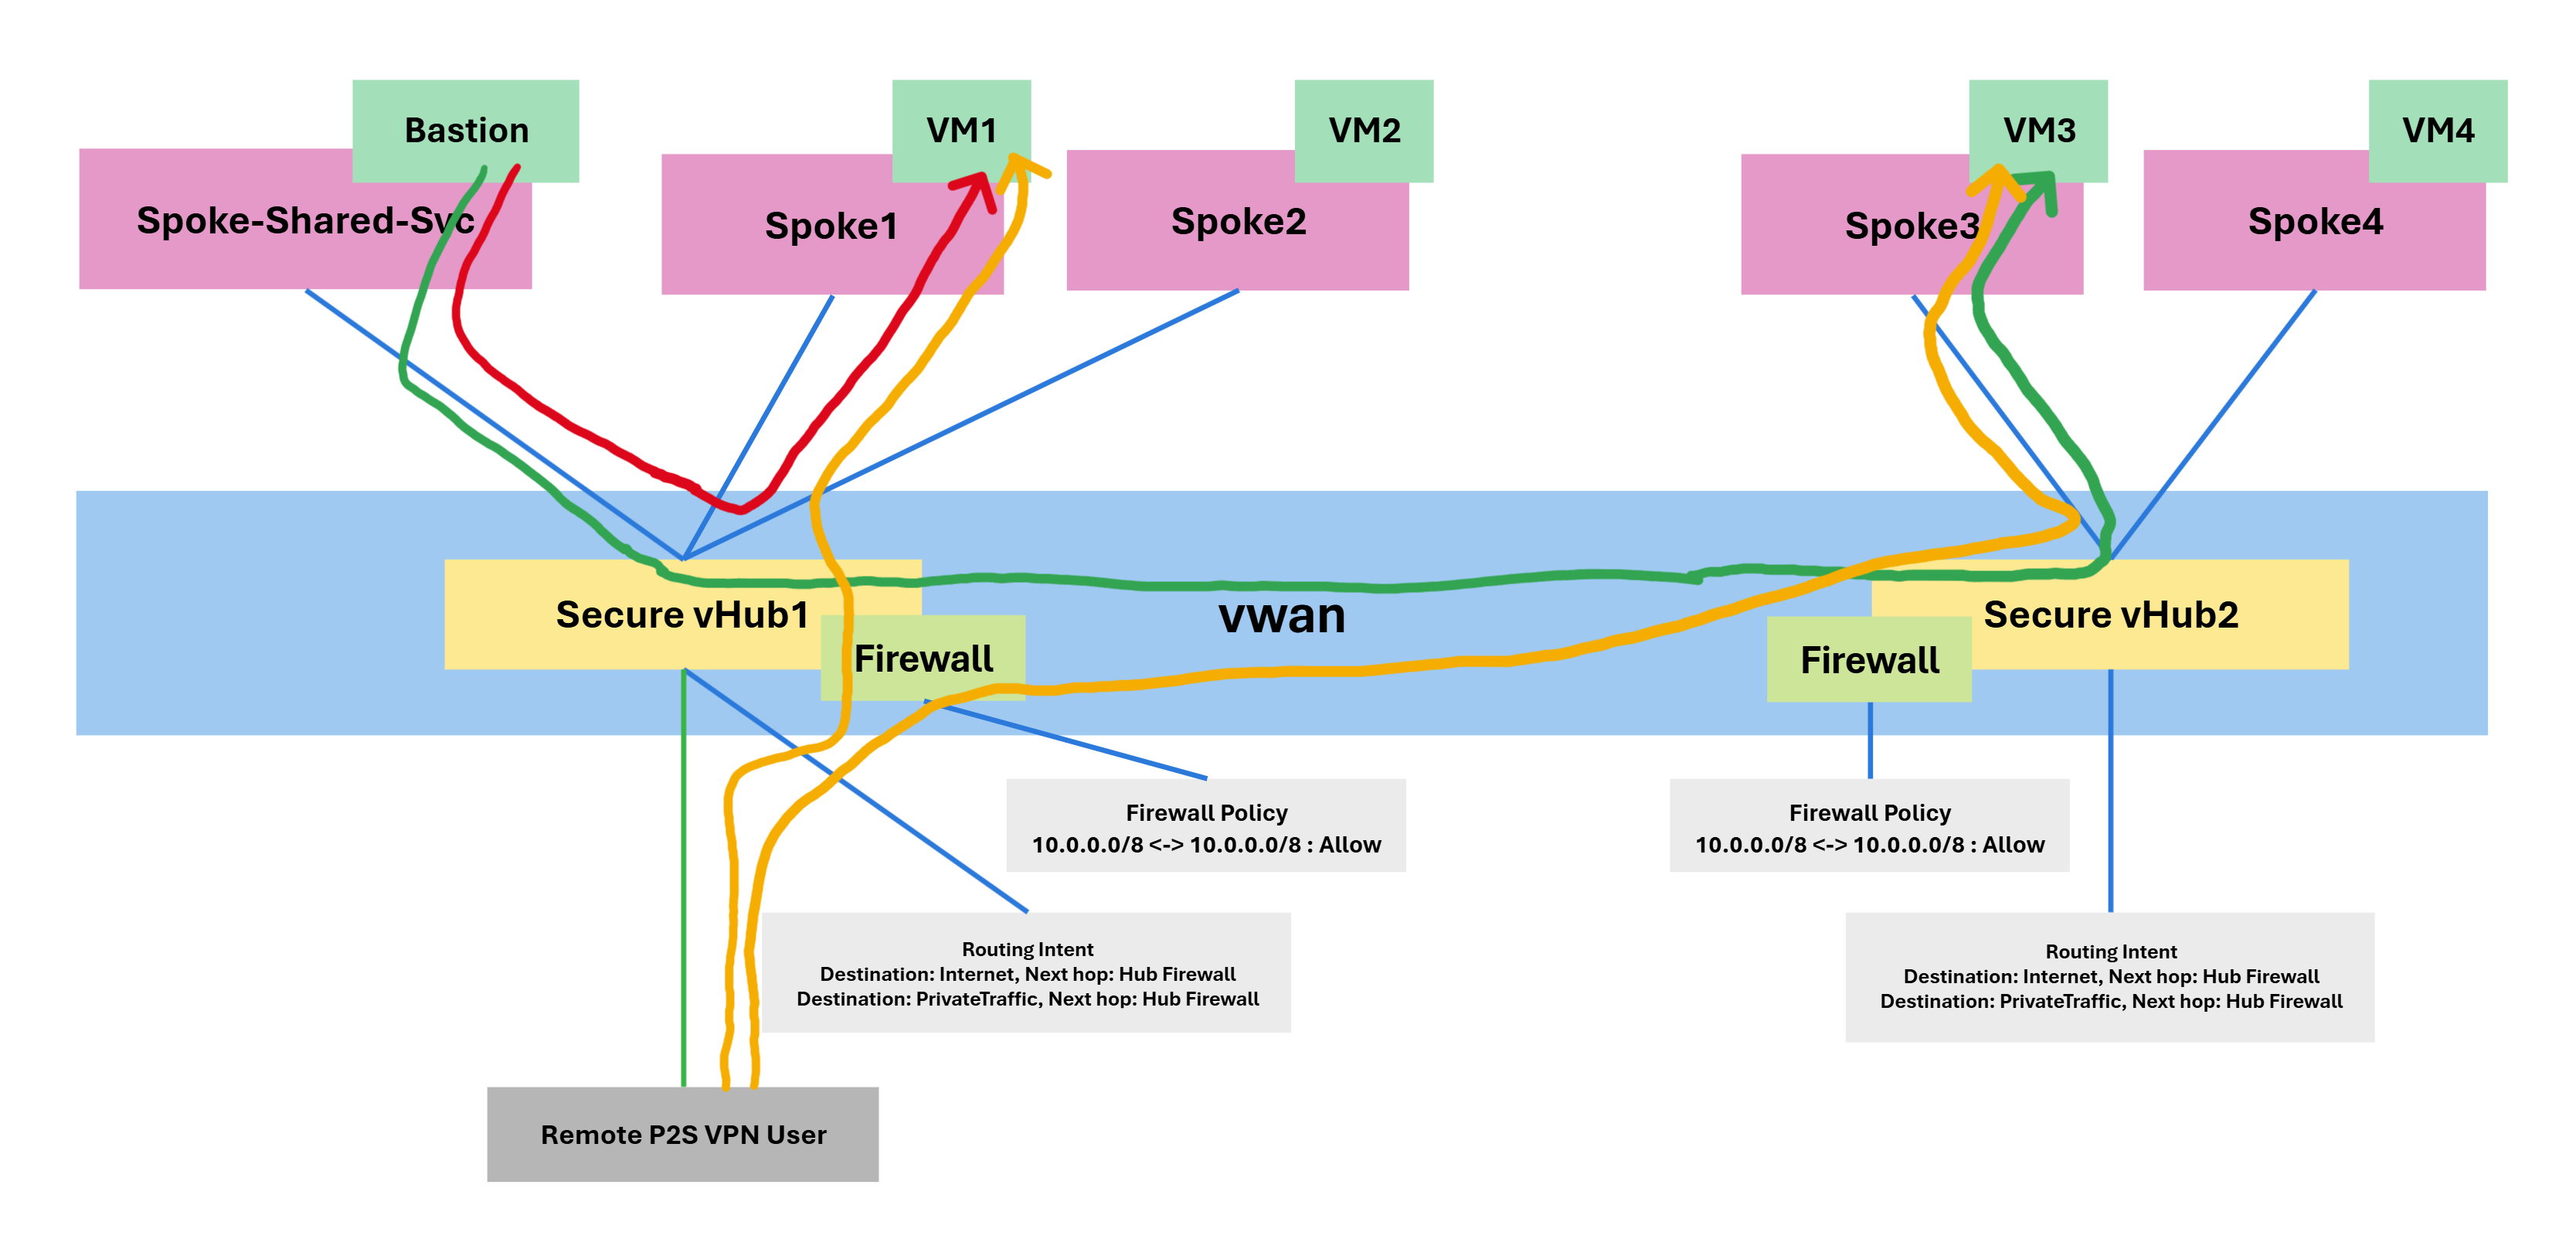 Bastion
VM1
VM2
VM3
VM4
Spoke-Shared-Svc
Spoke1
Spoke2
Spoke3
Spoke4
Secure vHub1
Firewall
vwan
Firewall
Secure vHub2
Firewall Policy
10.0.0.0/8 <-> 10.0.0.0/8 : Allow
Firewall Policy
10.0.0.0/8 <-> 10.0.0.0/8 : Allow
Routing Intent
Destination: Internet, Next hop: Hub Firewall
Destination: PrivateTraffic, Next hop: Hub Firewall
Routing Intent
Destination: Internet, Next hop: Hub Firewall
Destination: PrivateTraffic, Next hop: Hub Firewall
Remote P2S VPN User